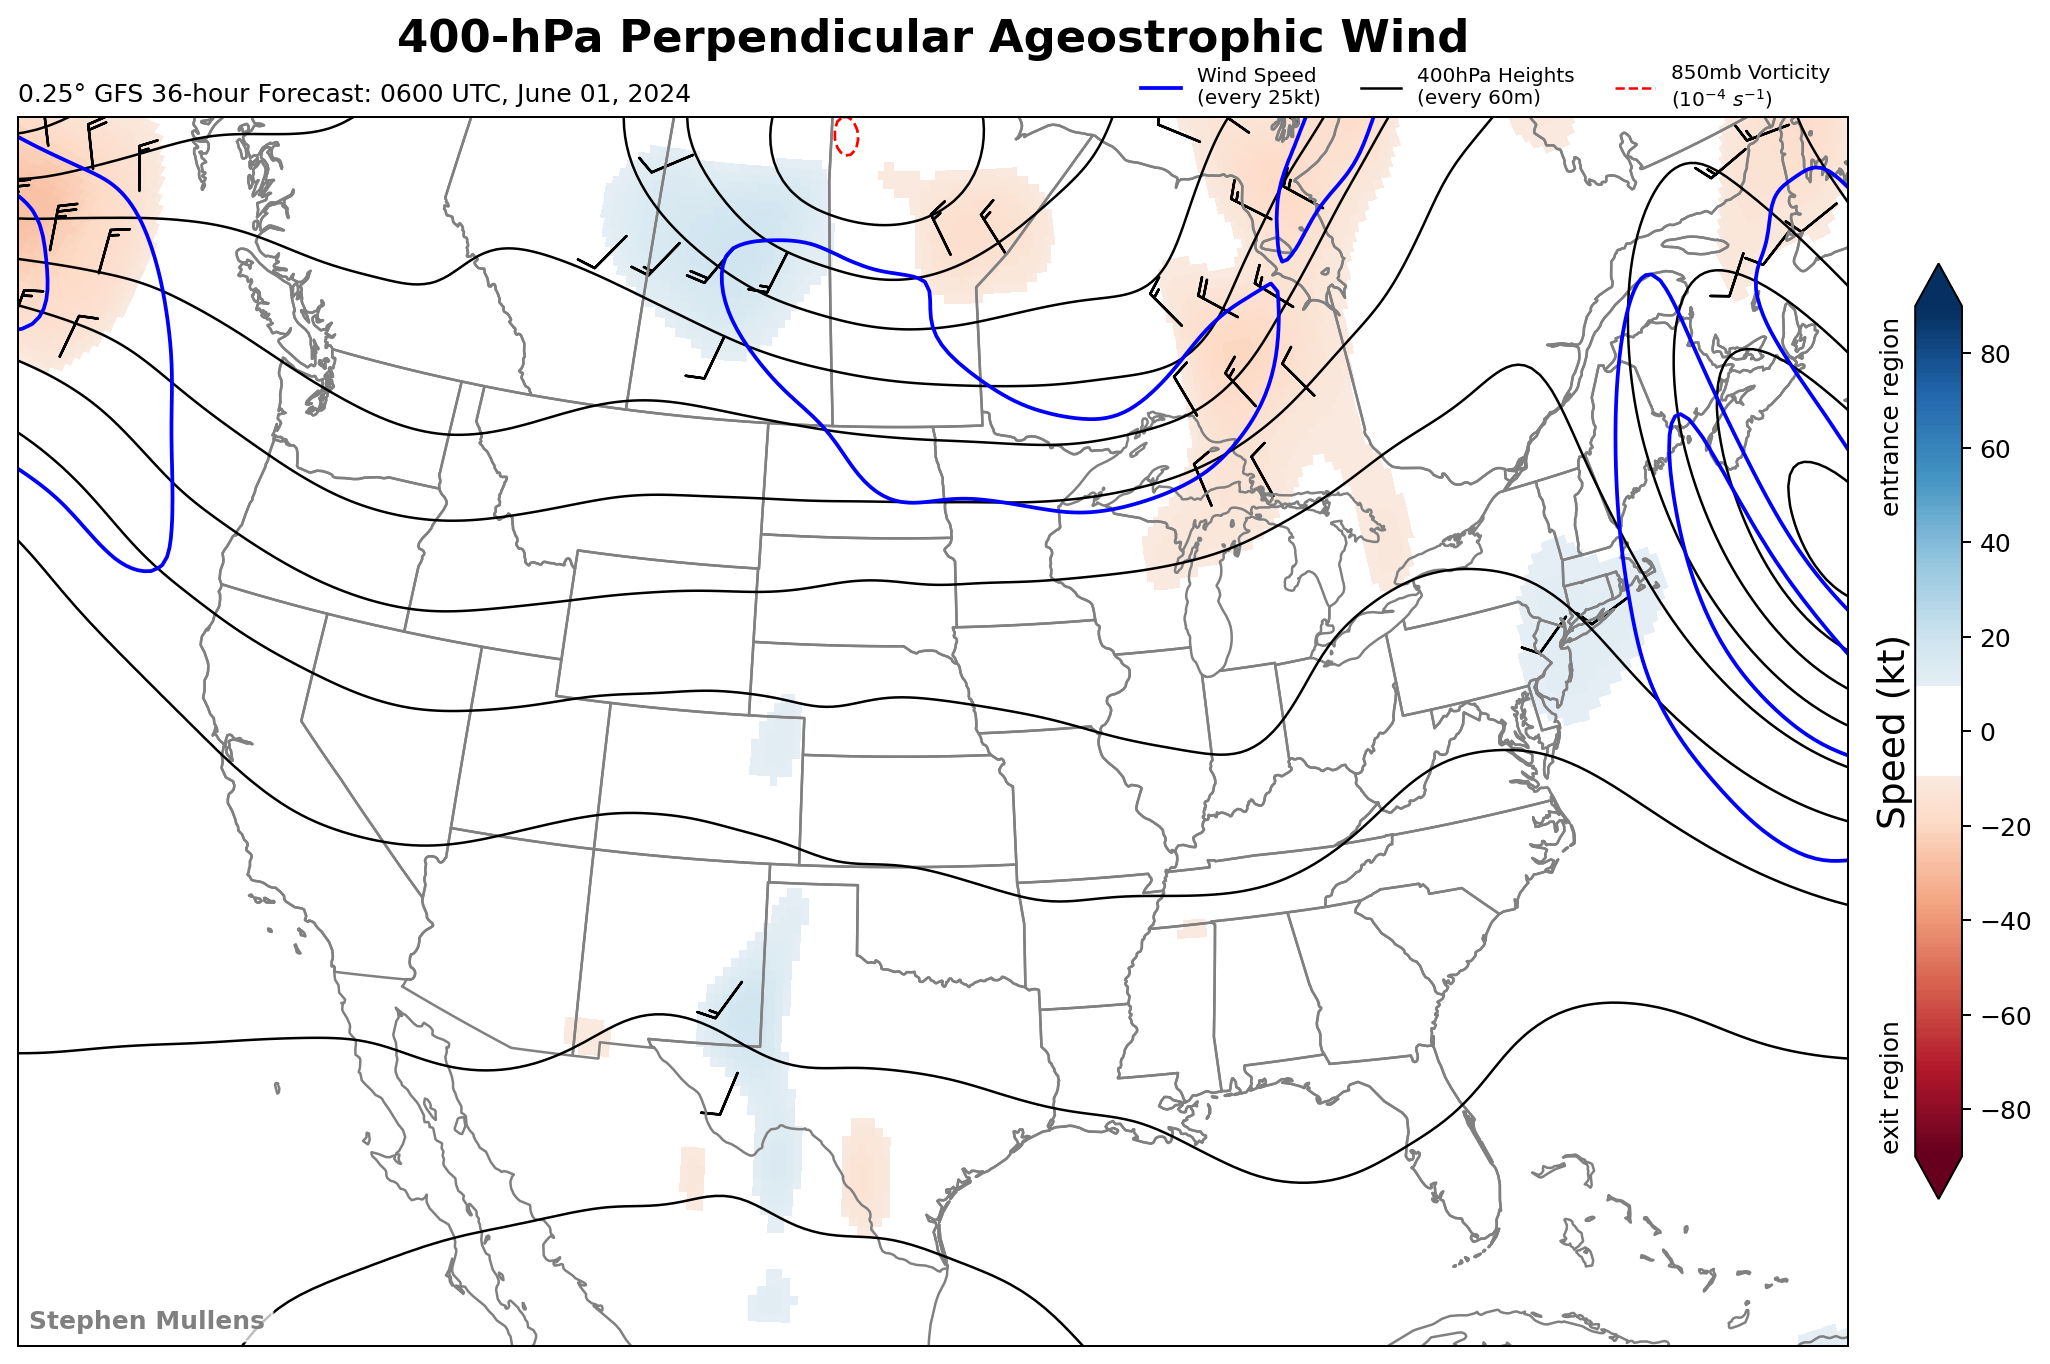 400-hPa Perpendicular Ageostrophic Wind
0.25° GFS 36-hour Forecast: 0600 UTC, June 01, 2024
Wind Speed
(every 25kt)
400hPa Heights
(every 60m)
850mb Vorticity
(10⁻⁴ s⁻¹)
entrance region
Speed (kt)
exit region
80
60
40
20
0
−20
−40
−60
−80
Stephen Mullens